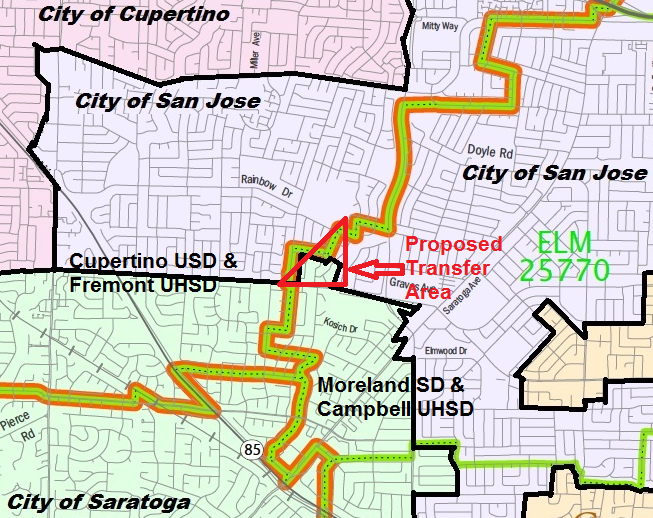 City of Cupertino
Miller Ave
Mitty Way
City of San Jose
Doyle Rd
City of San Jose
Rainbow Dr
Proposed
Transfer
Area
ELM
25770
Cupertino USD &
Fremont UHSD
Graves Ave
Saratoga Ave
Kosich Dr
Elmwood Dr
Moreland SD &
Campbell UHSD
Pierce
Rd
85
City of Saratoga